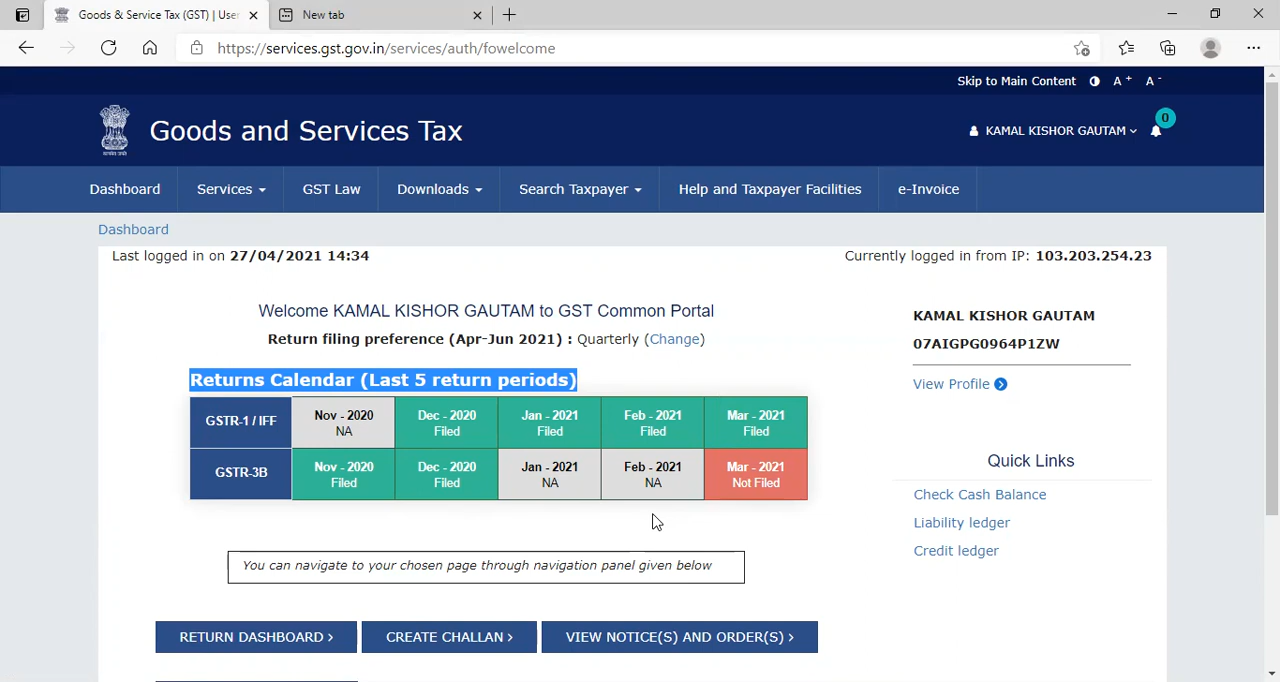 Goods & Service Tax (GST) | User
New tab
https://services.gst.gov.in/services/auth/fowelcome
Skip to Main Content A+ A-
Goods and Services Tax
KAMAL KISHOR GAUTAM 0
Dashboard Services GST Law Downloads Search Taxpayer Help and Taxpayer Facilities e-Invoice
Dashboard
Last logged in on 27/04/2021 14:34
Currently logged in from IP: 103.203.254.23
Welcome KAMAL KISHOR GAUTAM to GST Common Portal
Return filing preference (Apr-Jun 2021) : Quarterly (Change)
Returns Calendar (Last 5 return periods)
GSTR-1 / IFF
Nov - 2020 Dec - 2020 Jan - 2021 Feb - 2021 Mar - 2021
NA Filed Filed Filed Filed
GSTR-3B
Nov - 2020 Dec - 2020 Jan - 2021 Feb - 2021 Mar - 2021
Filed Filed NA NA Not Filed
You can navigate to your chosen page through navigation panel given below
RETURN DASHBOARD > CREATE CHALLAN > VIEW NOTICE(S) AND ORDER(S) >
KAMAL KISHOR GAUTAM
07AIGPG0964P1ZW
View Profile
Quick Links
Check Cash Balance
Liability ledger
Credit ledger